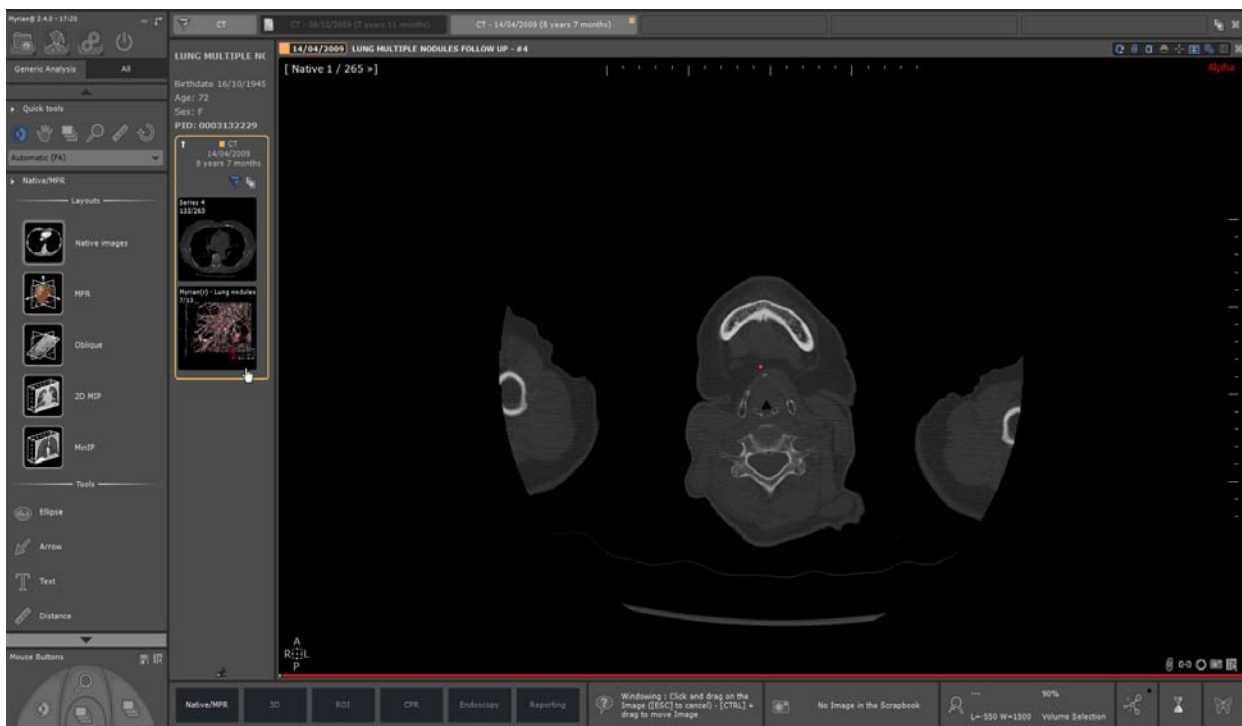 Myrian® 2.4.0 - 17:20
Generic Analysis
All
Quick tools
Automatic (F4)
Native/MPR
Layouts
Native images
MPR
Oblique
2D MIP
MinIP
Tools
Ellipse
Arrow
Text
Distance
Mouse Buttons
CT
CT - 14/04/2009 (8 years 7 months)
LUNG MULTIPLE NO
Birthdate 16/10/1945
Age: 72
Sex: F
PID: 0003132229
CT
14/04/2009
8 years 7 months
Series 4
132/265
Myrian(r) - Lung nodules
7/13
14/04/2009 LUNG MULTIPLE NODULES FOLLOW UP - #4
[ Native 1 / 265 »]
Alpha
A
R L
P
Native/MPR
3D
ROI
CPR
Endoscopy
Reporting
Windowing : Click and drag on the
Image ([ESC] to cancel) - [CTRL] +
drag to move Image
No Image in the Scrapbook
---
90%
L=-550 W=1500
Volume Selection